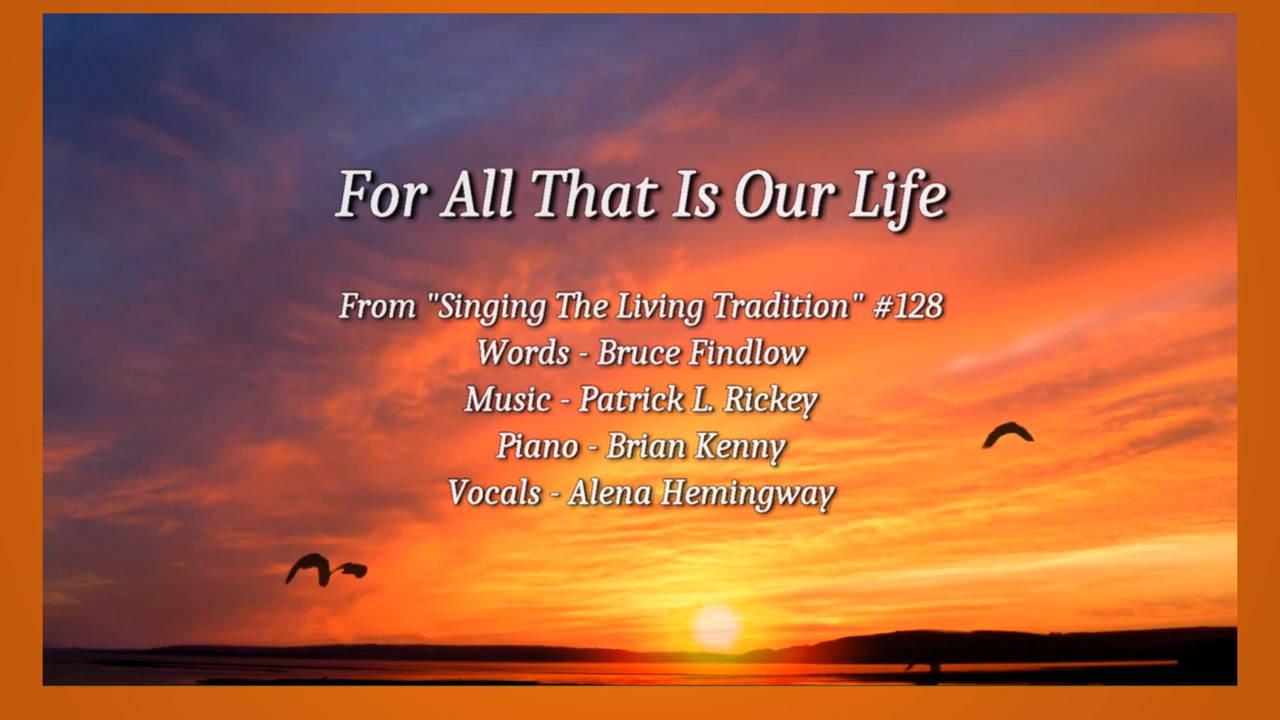 For All That Is Our Life
From "Singing The Living Tradition" #128
Words - Bruce Findlow
Music - Patrick L. Rickey
Piano - Brian Kenny
Vocals - Alena Hemingway